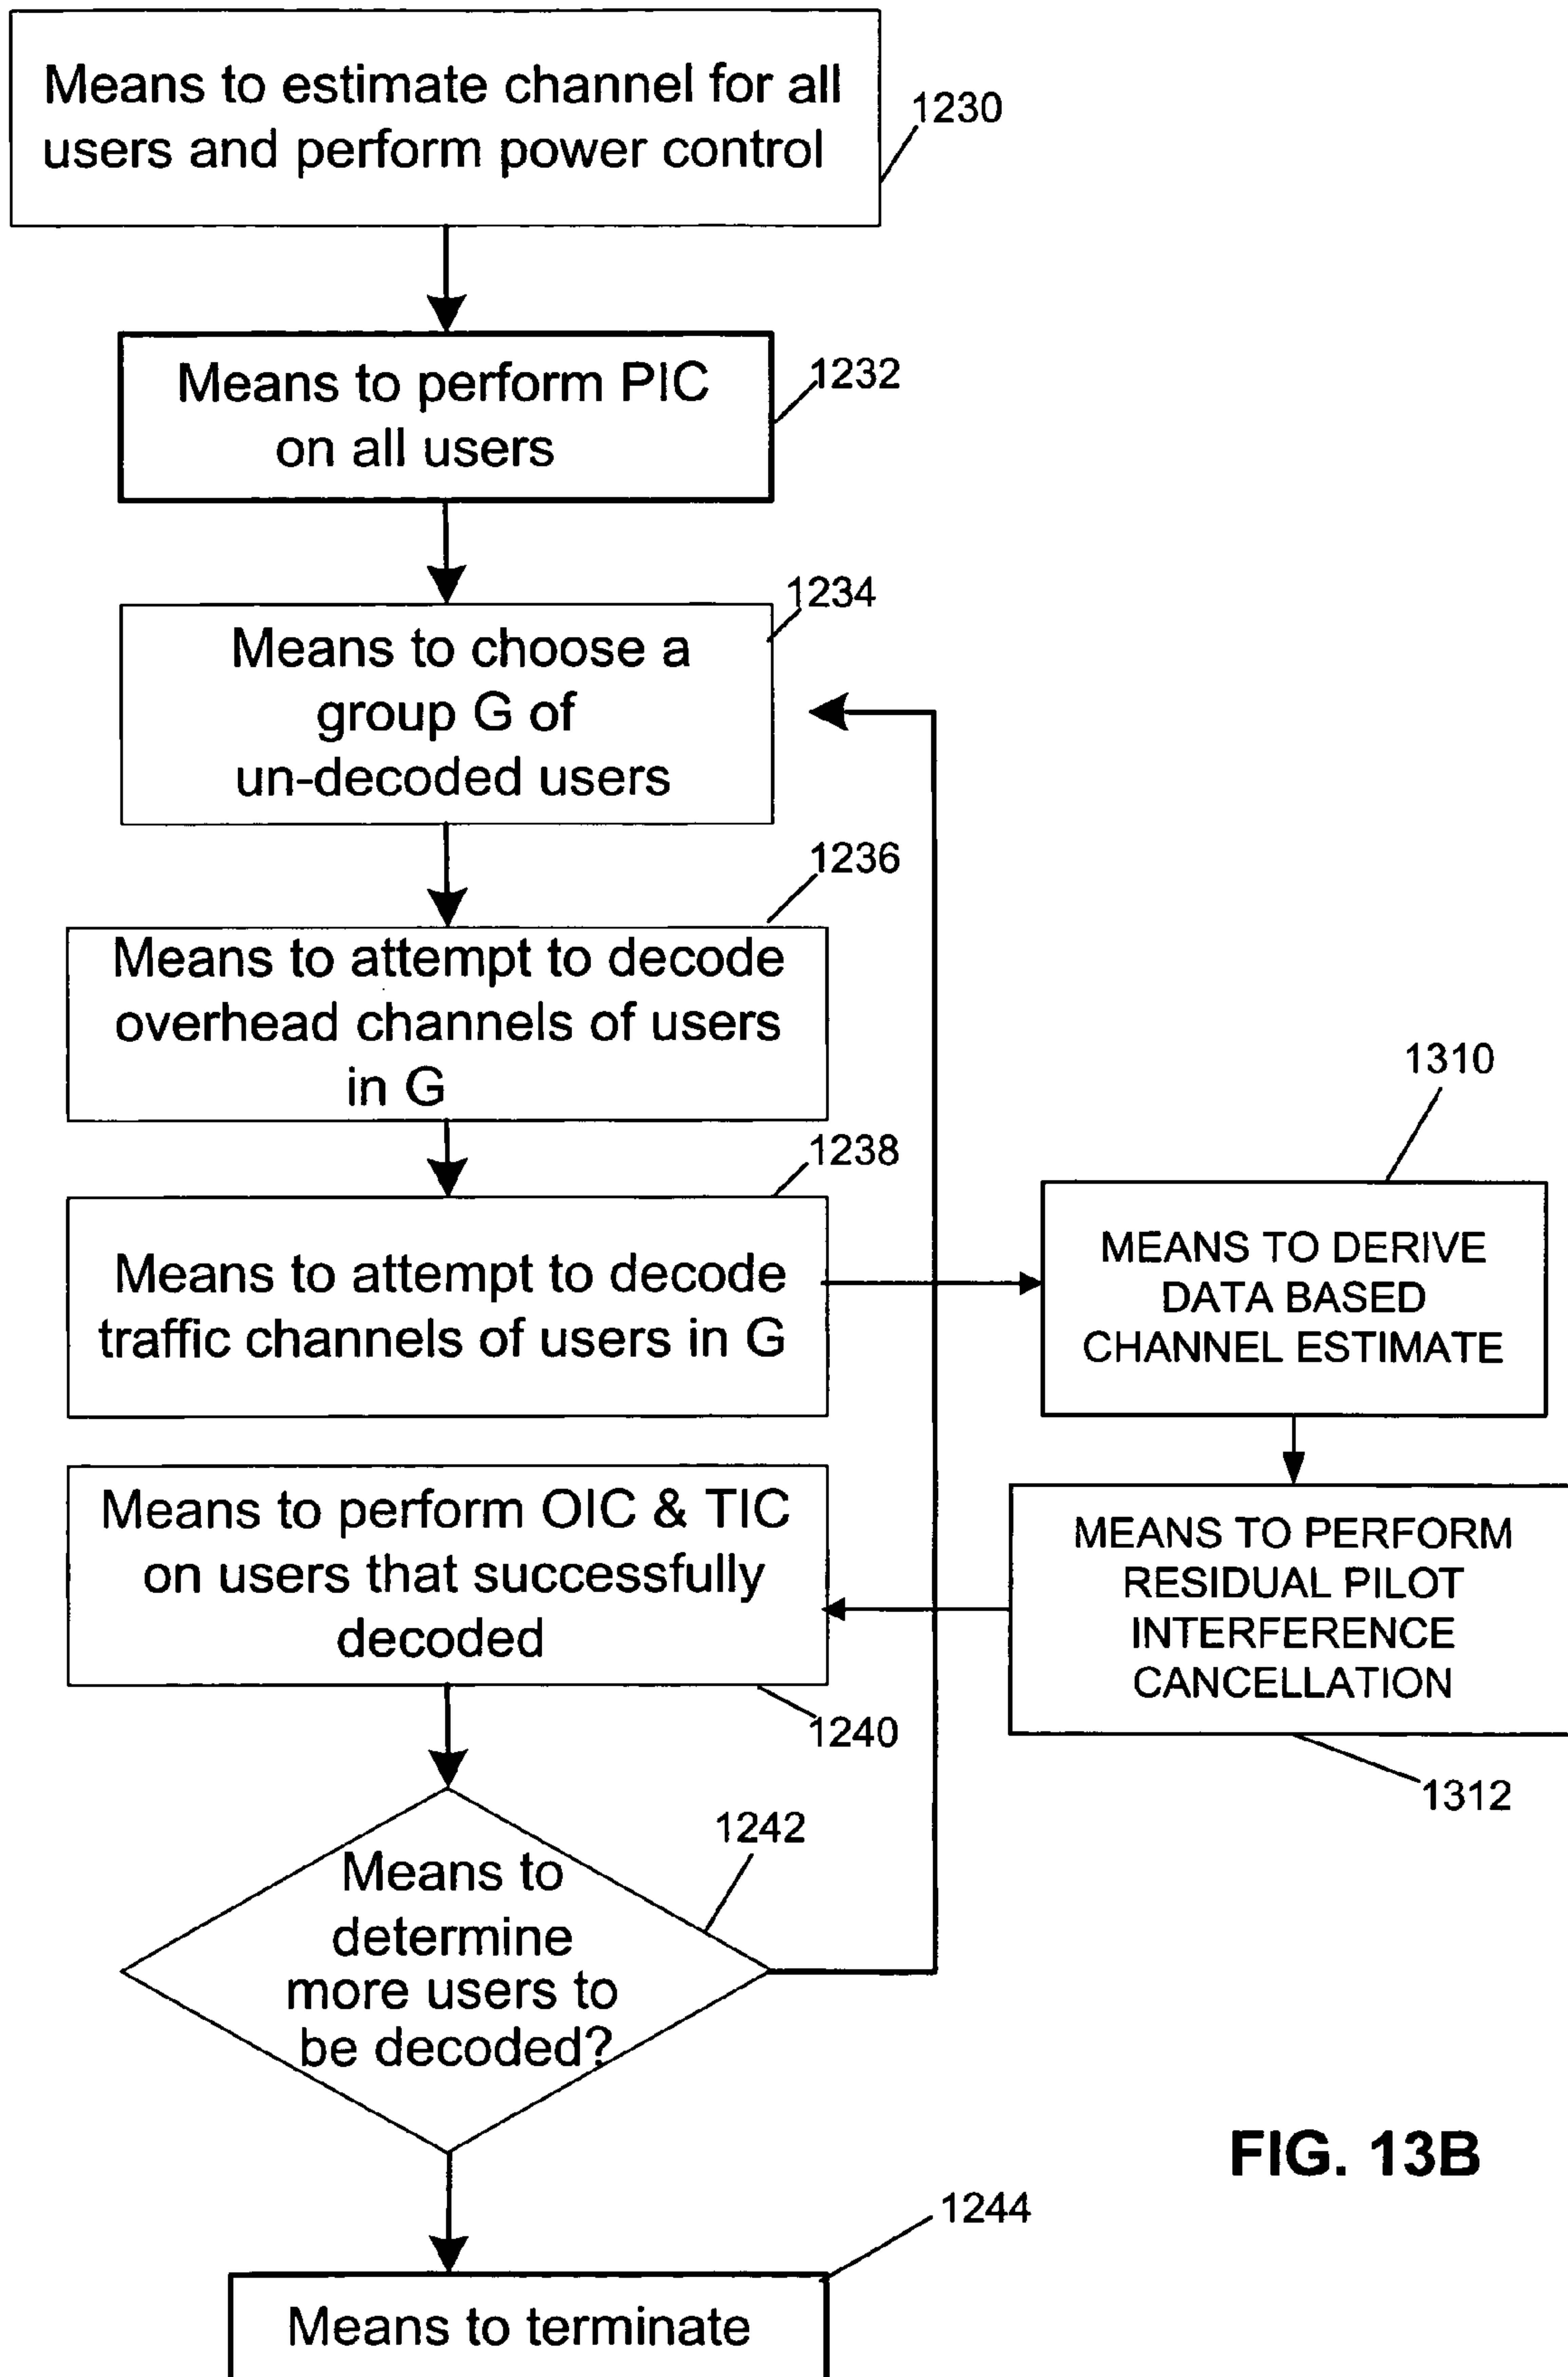 Means to estimate channel for all
users and perform power control
1230
Means to perform PIC
on all users
1232
1234
Means to choose a
group G of
un-decoded users
1236
Means to attempt to decode
overhead channels of users
in G
1238
Means to attempt to decode
traffic channels of users in G
1310
MEANS TO DERIVE
DATA BASED
CHANNEL ESTIMATE
MEANS TO PERFORM
RESIDUAL PILOT
INTERFERENCE
CANCELLATION
1312
Means to perform OIC & TIC
on users that successfully
decoded
1240
1242
Means to
determine
more users to
be decoded?
FIG. 13B
1244
Means to terminate